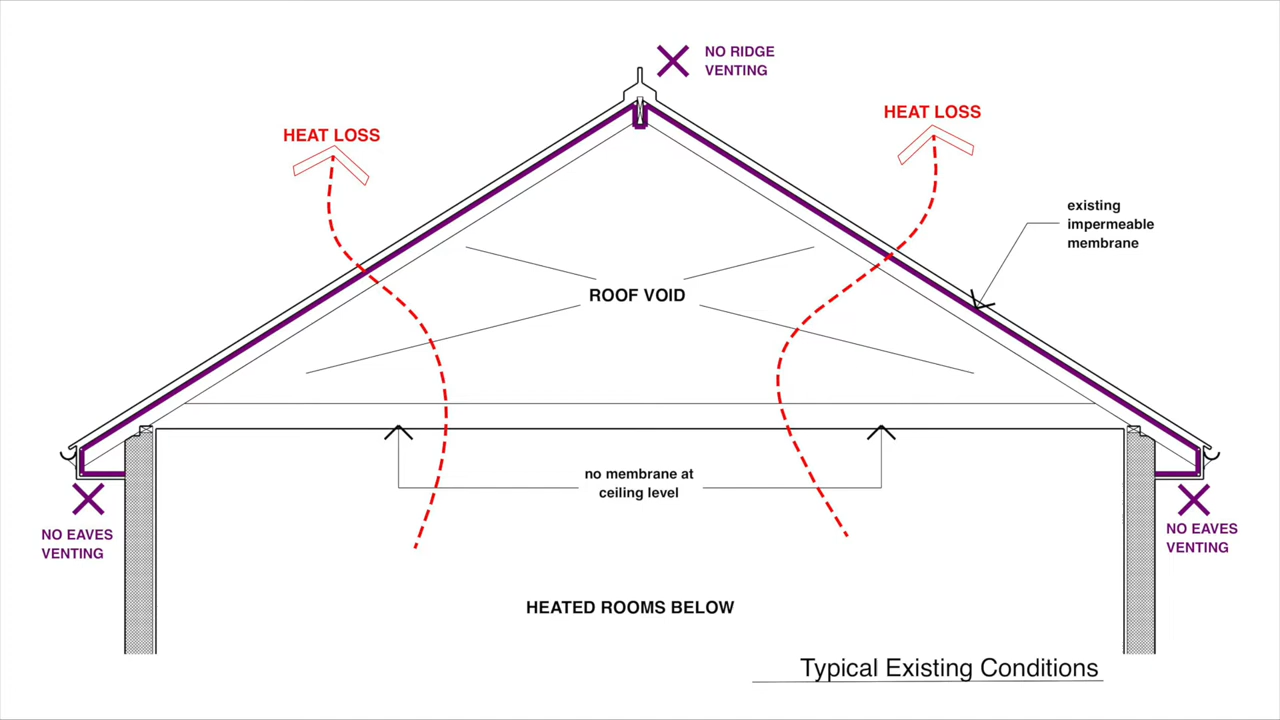 NO RIDGE
VENTING
HEAT LOSS
HEAT LOSS
existing
impermeable
membrane
ROOF VOID
no membrane at
ceiling level
NO EAVES
VENTING
NO EAVES
VENTING
HEATED ROOMS BELOW
Typical Existing Conditions